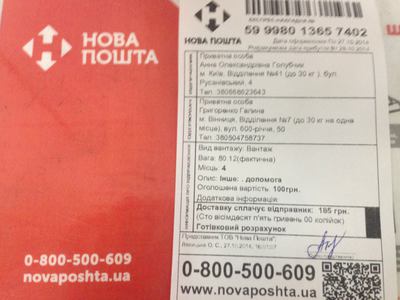 НОВА
ПОШТА
0-800-500-609
novaposhta.ua
НОВА ПОШТА
59 9980 1365 7402
Приватна особа
Анна Олександрівна Голубчик
м. Київ, Відділення №41 (до 30 кг ), бул.
Русанівський, 4
Тел. 380668623643
Приватна особа
Григоренко Галина
м. Вінниця, Відділення №7 (до 30 кг на одне
місце), вул. 600-річчя, 50
Тел. 380504758737
Вид вантажу: Вантаж
Вага: 80.12(фактична)
Місць: 4
Опис: Інше: . допомога
Оголошена вартість: 100грн.
Додаткова інформація:
Доставку сплачує відправник: 185 грн.
(Сто вісімдесят п'ять гривень 00 копійок)
Готівковий розрахунок
Представник ТОВ "Нова Пошта":
0-800-500-609
novaposhta.ua